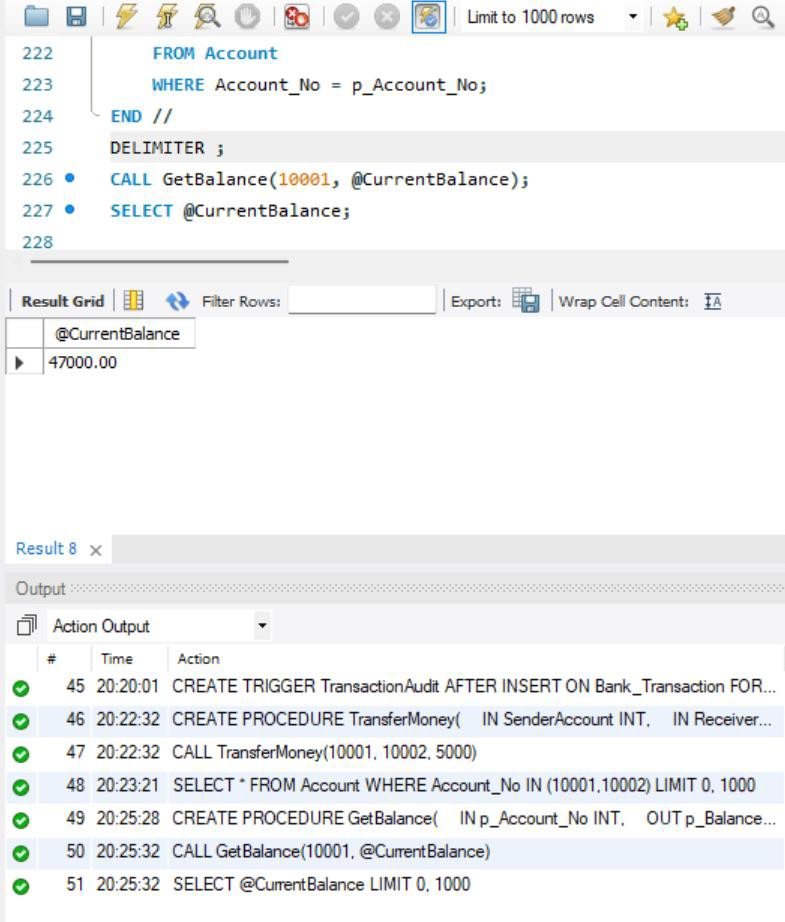 Limit to 1000 rows
222 FROM Account
223 WHERE Account_No = p_Account_No;
224 END //
225 DELIMITER ;
226 CALL GetBalance(10001, @CurrentBalance);
227 SELECT @CurrentBalance;
228
Result Grid Filter Rows: Export: Wrap Cell Content:
@CurrentBalance
47000.00
Result 8
Output
Action Output
# Time Action
45 20:20:01 CREATE TRIGGER TransactionAudit AFTER INSERT ON Bank_Transaction FOR...
46 20:22:32 CREATE PROCEDURE TransferMoney( IN SenderAccount INT, IN Receiver...
47 20:22:32 CALL TransferMoney(10001, 10002, 5000)
48 20:23:21 SELECT * FROM Account WHERE Account_No IN (10001,10002) LIMIT 0, 1000
49 20:25:28 CREATE PROCEDURE GetBalance( IN p_Account_No INT, OUT p_Balance...
50 20:25:32 CALL GetBalance(10001, @CurrentBalance)
51 20:25:32 SELECT @CurrentBalance LIMIT 0, 1000